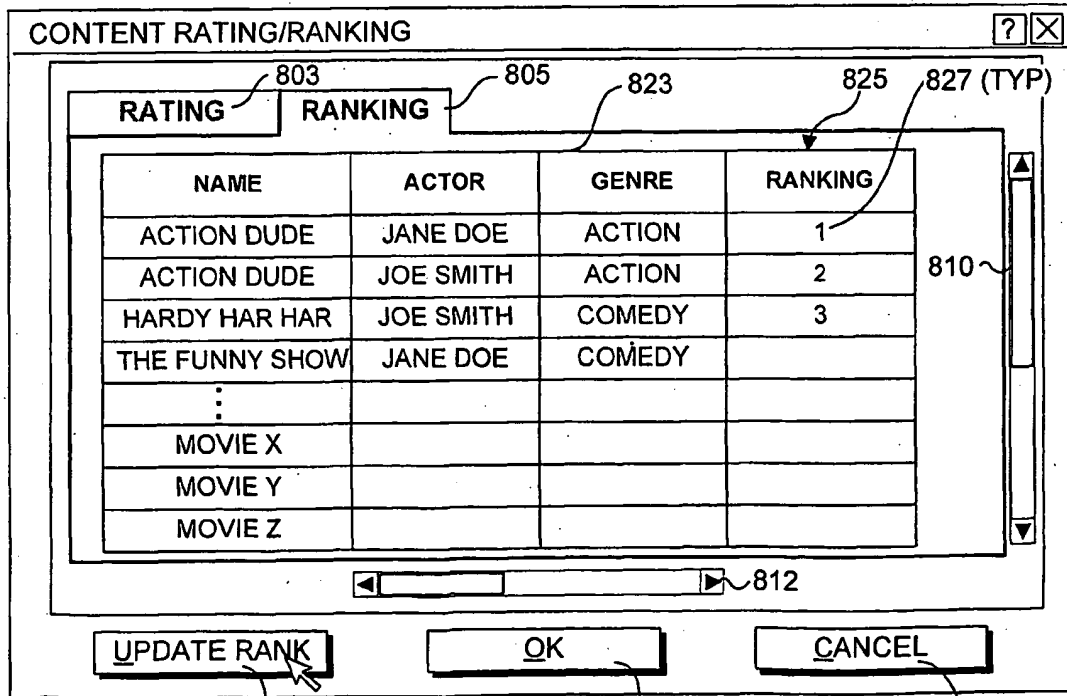 CONTENT RATING/RANKING ? X
803 805 823 825 827 (TYP)
RATING RANKING
NAME ACTOR GENRE RANKING
ACTION DUDE JANE DOE ACTION 1
ACTION DUDE JOE SMITH ACTION 2
810
HARDY HAR HAR JOE SMITH COMEDY 3
THE FUNNY SHOW JANE DOE COMEDY
MOVIE X
MOVIE Y
MOVIE Z
812
UPDATE RANK OK CANCEL